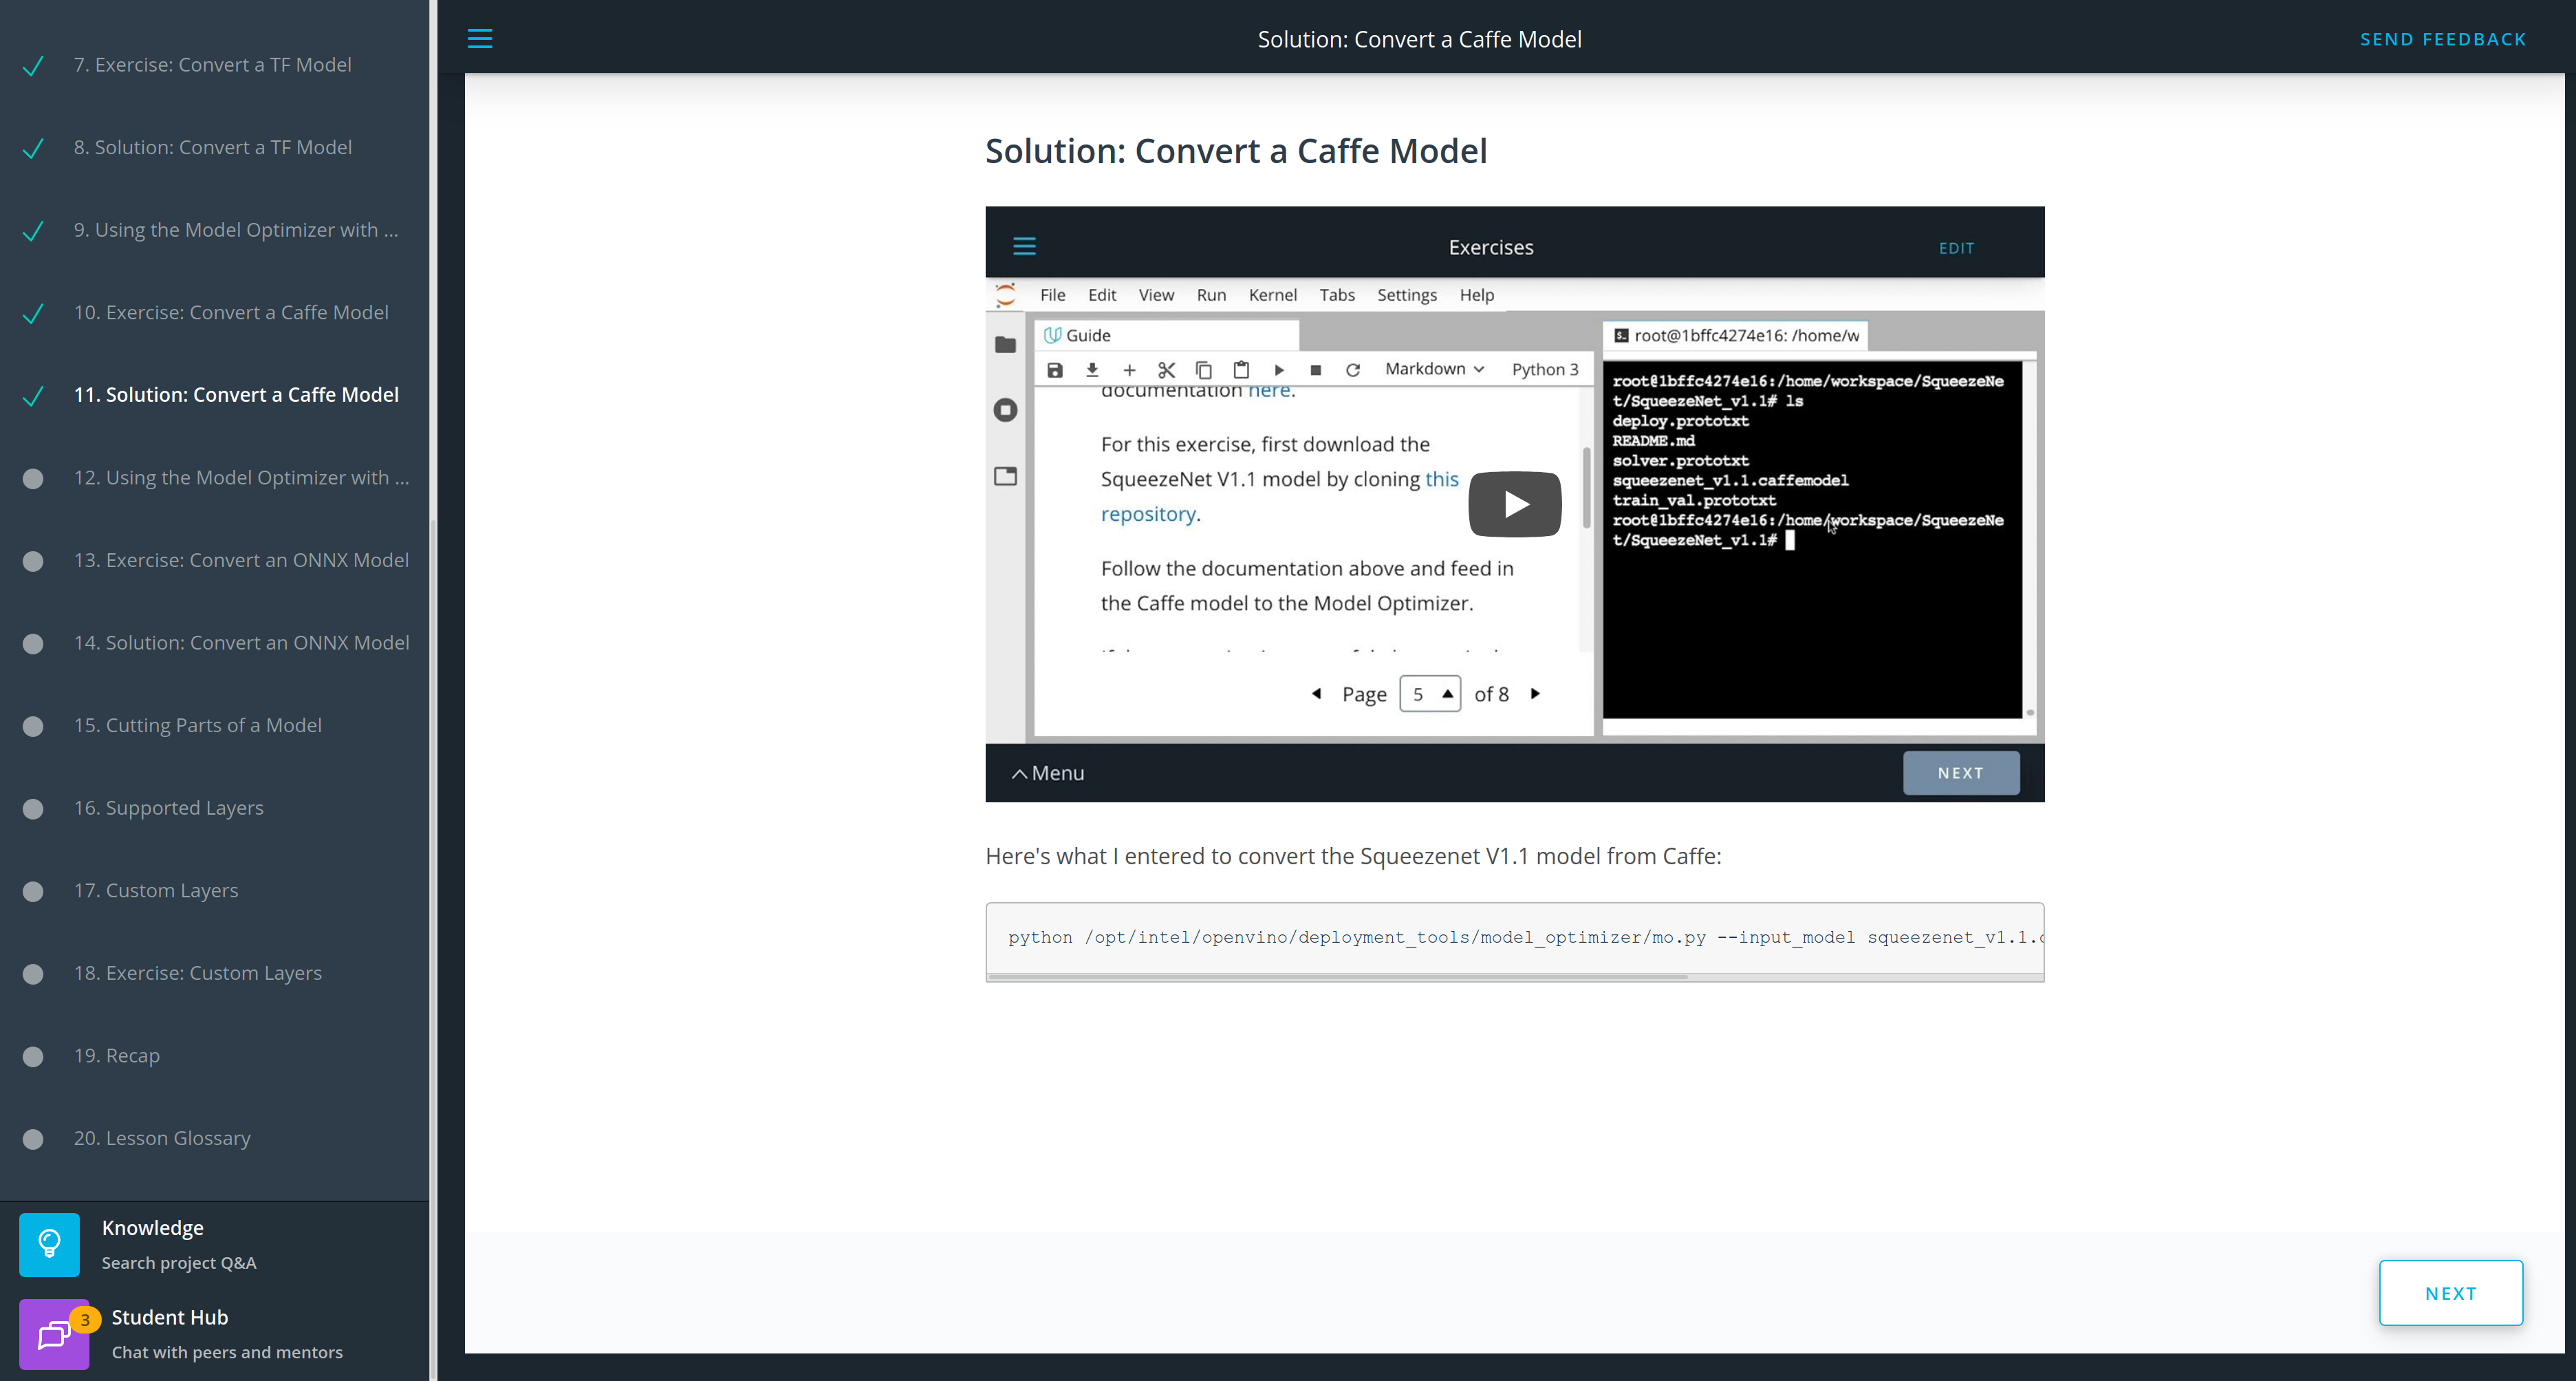 7. Exercise: Convert a TF Model
8. Solution: Convert a TF Model
9. Using the Model Optimizer with ...
10. Exercise: Convert a Caffe Model
11. Solution: Convert a Caffe Model
12. Using the Model Optimizer with ...
13. Exercise: Convert an ONNX Model
14. Solution: Convert an ONNX Model
15. Cutting Parts of a Model
16. Supported Layers
17. Custom Layers
18. Exercise: Custom Layers
19. Recap
20. Lesson Glossary
Knowledge
Search project Q&A
3
Student Hub
Chat with peers and mentors
Solution: Convert a Caffe Model
SEND FEEDBACK
Solution: Convert a Caffe Model
Exercises
EDIT
File Edit View Run Kernel Tabs Settings Help
Guide
Markdown Python 3
documentation here.
For this exercise, first download the
SqueezeNet V1.1 model by cloning this
repository.
Follow the documentation above and feed in
the Caffe model to the Model Optimizer.
Page 5 of 8
root@1bffc4274e16: /home/w
root@1bffc4274e16:/home/workspace/SqueezeNe
t/SqueezeNet_v1.1# ls
deploy.prototxt
README.md
solver.prototxt
squeezenet_v1.1.caffemodel
train_val.prototxt
root@1bffc4274e16:/home/workspace/SqueezeNe
t/SqueezeNet_v1.1#
Menu
NEXT
Here's what I entered to convert the Squeezenet V1.1 model from Caffe:
python /opt/intel/openvino/deployment_tools/model_optimizer/mo.py --input_model squeezenet_v1.1.c
NEXT